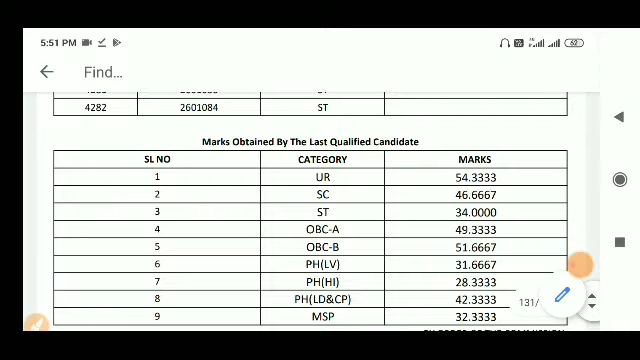 5:51 PM
62
Find...
4282 2601084 ST
Marks Obtained By The Last Qualified Candidate
SL NO CATEGORY MARKS
1 UR 54.3333
2 SC 46.6667
3 ST 34.0000
4 OBC-A 49.3333
5 OBC-B 51.6667
6 PH(LV) 31.6667
7 PH(HI) 28.3333
8 PH(LD&CP) 42.3333
9 MSP 32.3333
131/